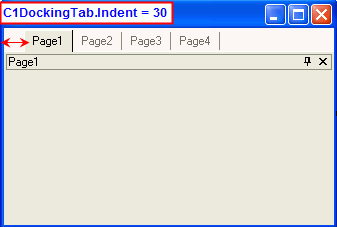 C1DockingTab.Indent = 30
Page1 Page2 Page3 Page4
Page1